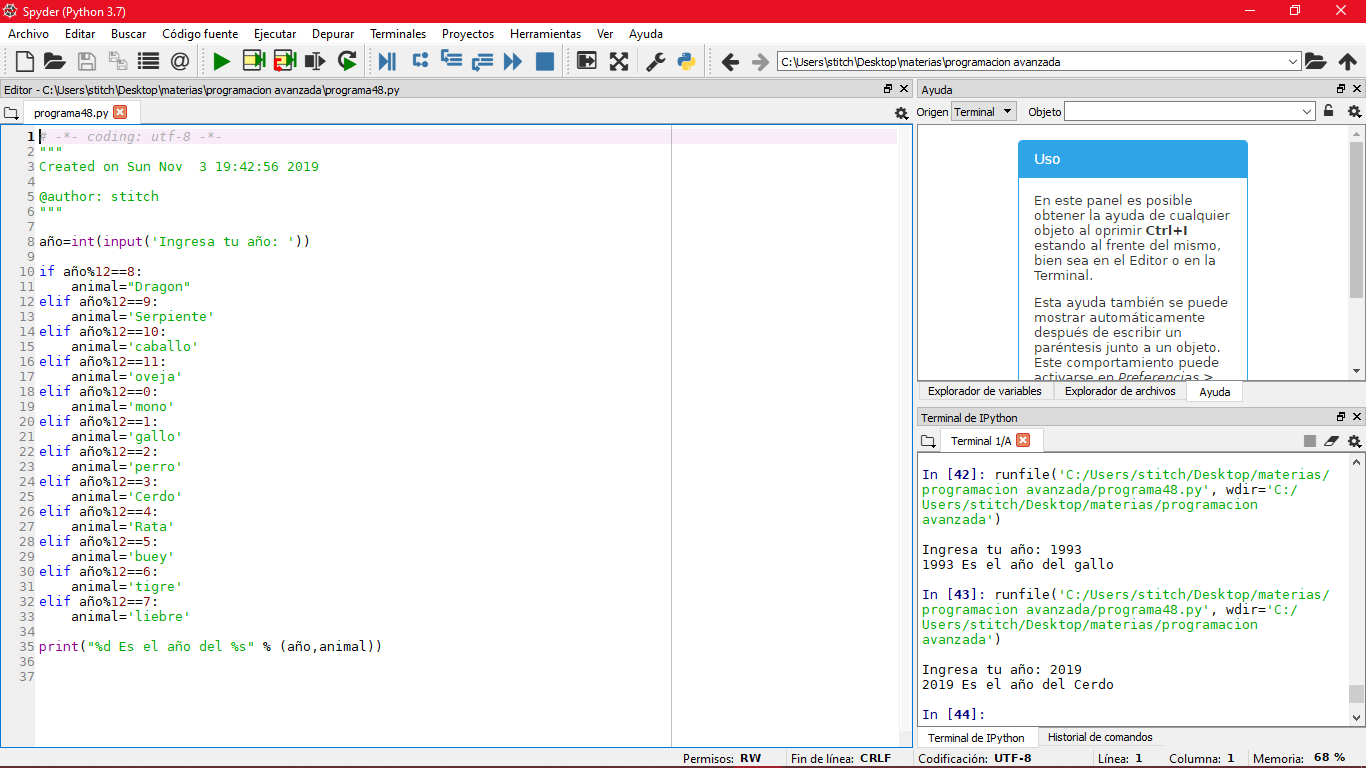 Spyder (Python 3.7)
Archivo Editar Buscar Código fuente Ejecutar Depurar Terminales Proyectos Herramientas Ver Ayuda
C:\Users\stitch\Desktop\materias\programacion avanzada
Editor - C:\Users\stitch\Desktop\materias\programacion avanzada\programa48.py
programa48.py
1 # -*- coding: utf-8 -*-
2 """
3 Created on Sun Nov  3 19:42:56 2019
4
5 @author: stitch
6 """
7
8 año=int(input('Ingresa tu año: '))
9
10 if año%12==8:
11     animal="Dragon"
12 elif año%12==9:
13     animal='Serpiente'
14 elif año%12==10:
15     animal='caballo'
16 elif año%12==11:
17     animal='oveja'
18 elif año%12==0:
19     animal='mono'
20 elif año%12==1:
21     animal='gallo'
22 elif año%12==2:
23     animal='perro'
24 elif año%12==3:
25     animal='Cerdo'
26 elif año%12==4:
27     animal='Rata'
28 elif año%12==5:
29     animal='buey'
30 elif año%12==6:
31     animal='tigre'
32 elif año%12==7:
33     animal='liebre'
34
35 print("%d Es el año del %s" % (año,animal))
36
37
Ayuda
Origen Terminal Objeto
Uso
En este panel es posible
obtener la ayuda de cualquier
objeto al oprimir Ctrl+I
estando al frente del mismo,
bien sea en el Editor o en la
Terminal.
Esta ayuda también se puede
mostrar automáticamente
después de escribir un
paréntesis junto a un objeto.
Este comportamiento puede
activarse en Preferencias >
Explorador de variables Explorador de archivos Ayuda
Terminal de IPython
Terminal 1/A
In [42]: runfile('C:/Users/stitch/Desktop/materias/
programacion avanzada/programa48.py', wdir='C:/
Users/stitch/Desktop/materias/programacion
avanzada')
Ingresa tu año: 1993
1993 Es el año del gallo
In [43]: runfile('C:/Users/stitch/Desktop/materias/
programacion avanzada/programa48.py', wdir='C:/
Users/stitch/Desktop/materias/programacion
avanzada')
Ingresa tu año: 2019
2019 Es el año del Cerdo
In [44]:
Terminal de IPython Historial de comandos
Permisos: RW Fin de línea: CRLF Codificación: UTF-8 Línea: 1 Columna: 1 Memoria: 68 %